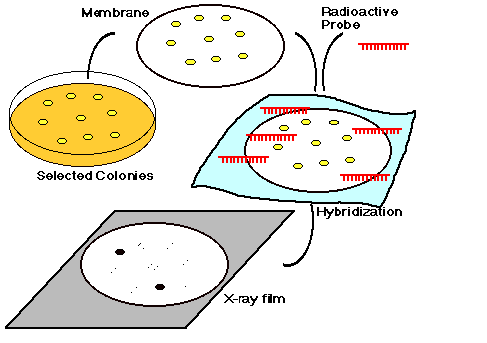 Membrane
Radioactive
Probe
Selected Colonies
Hybridization
X-ray film